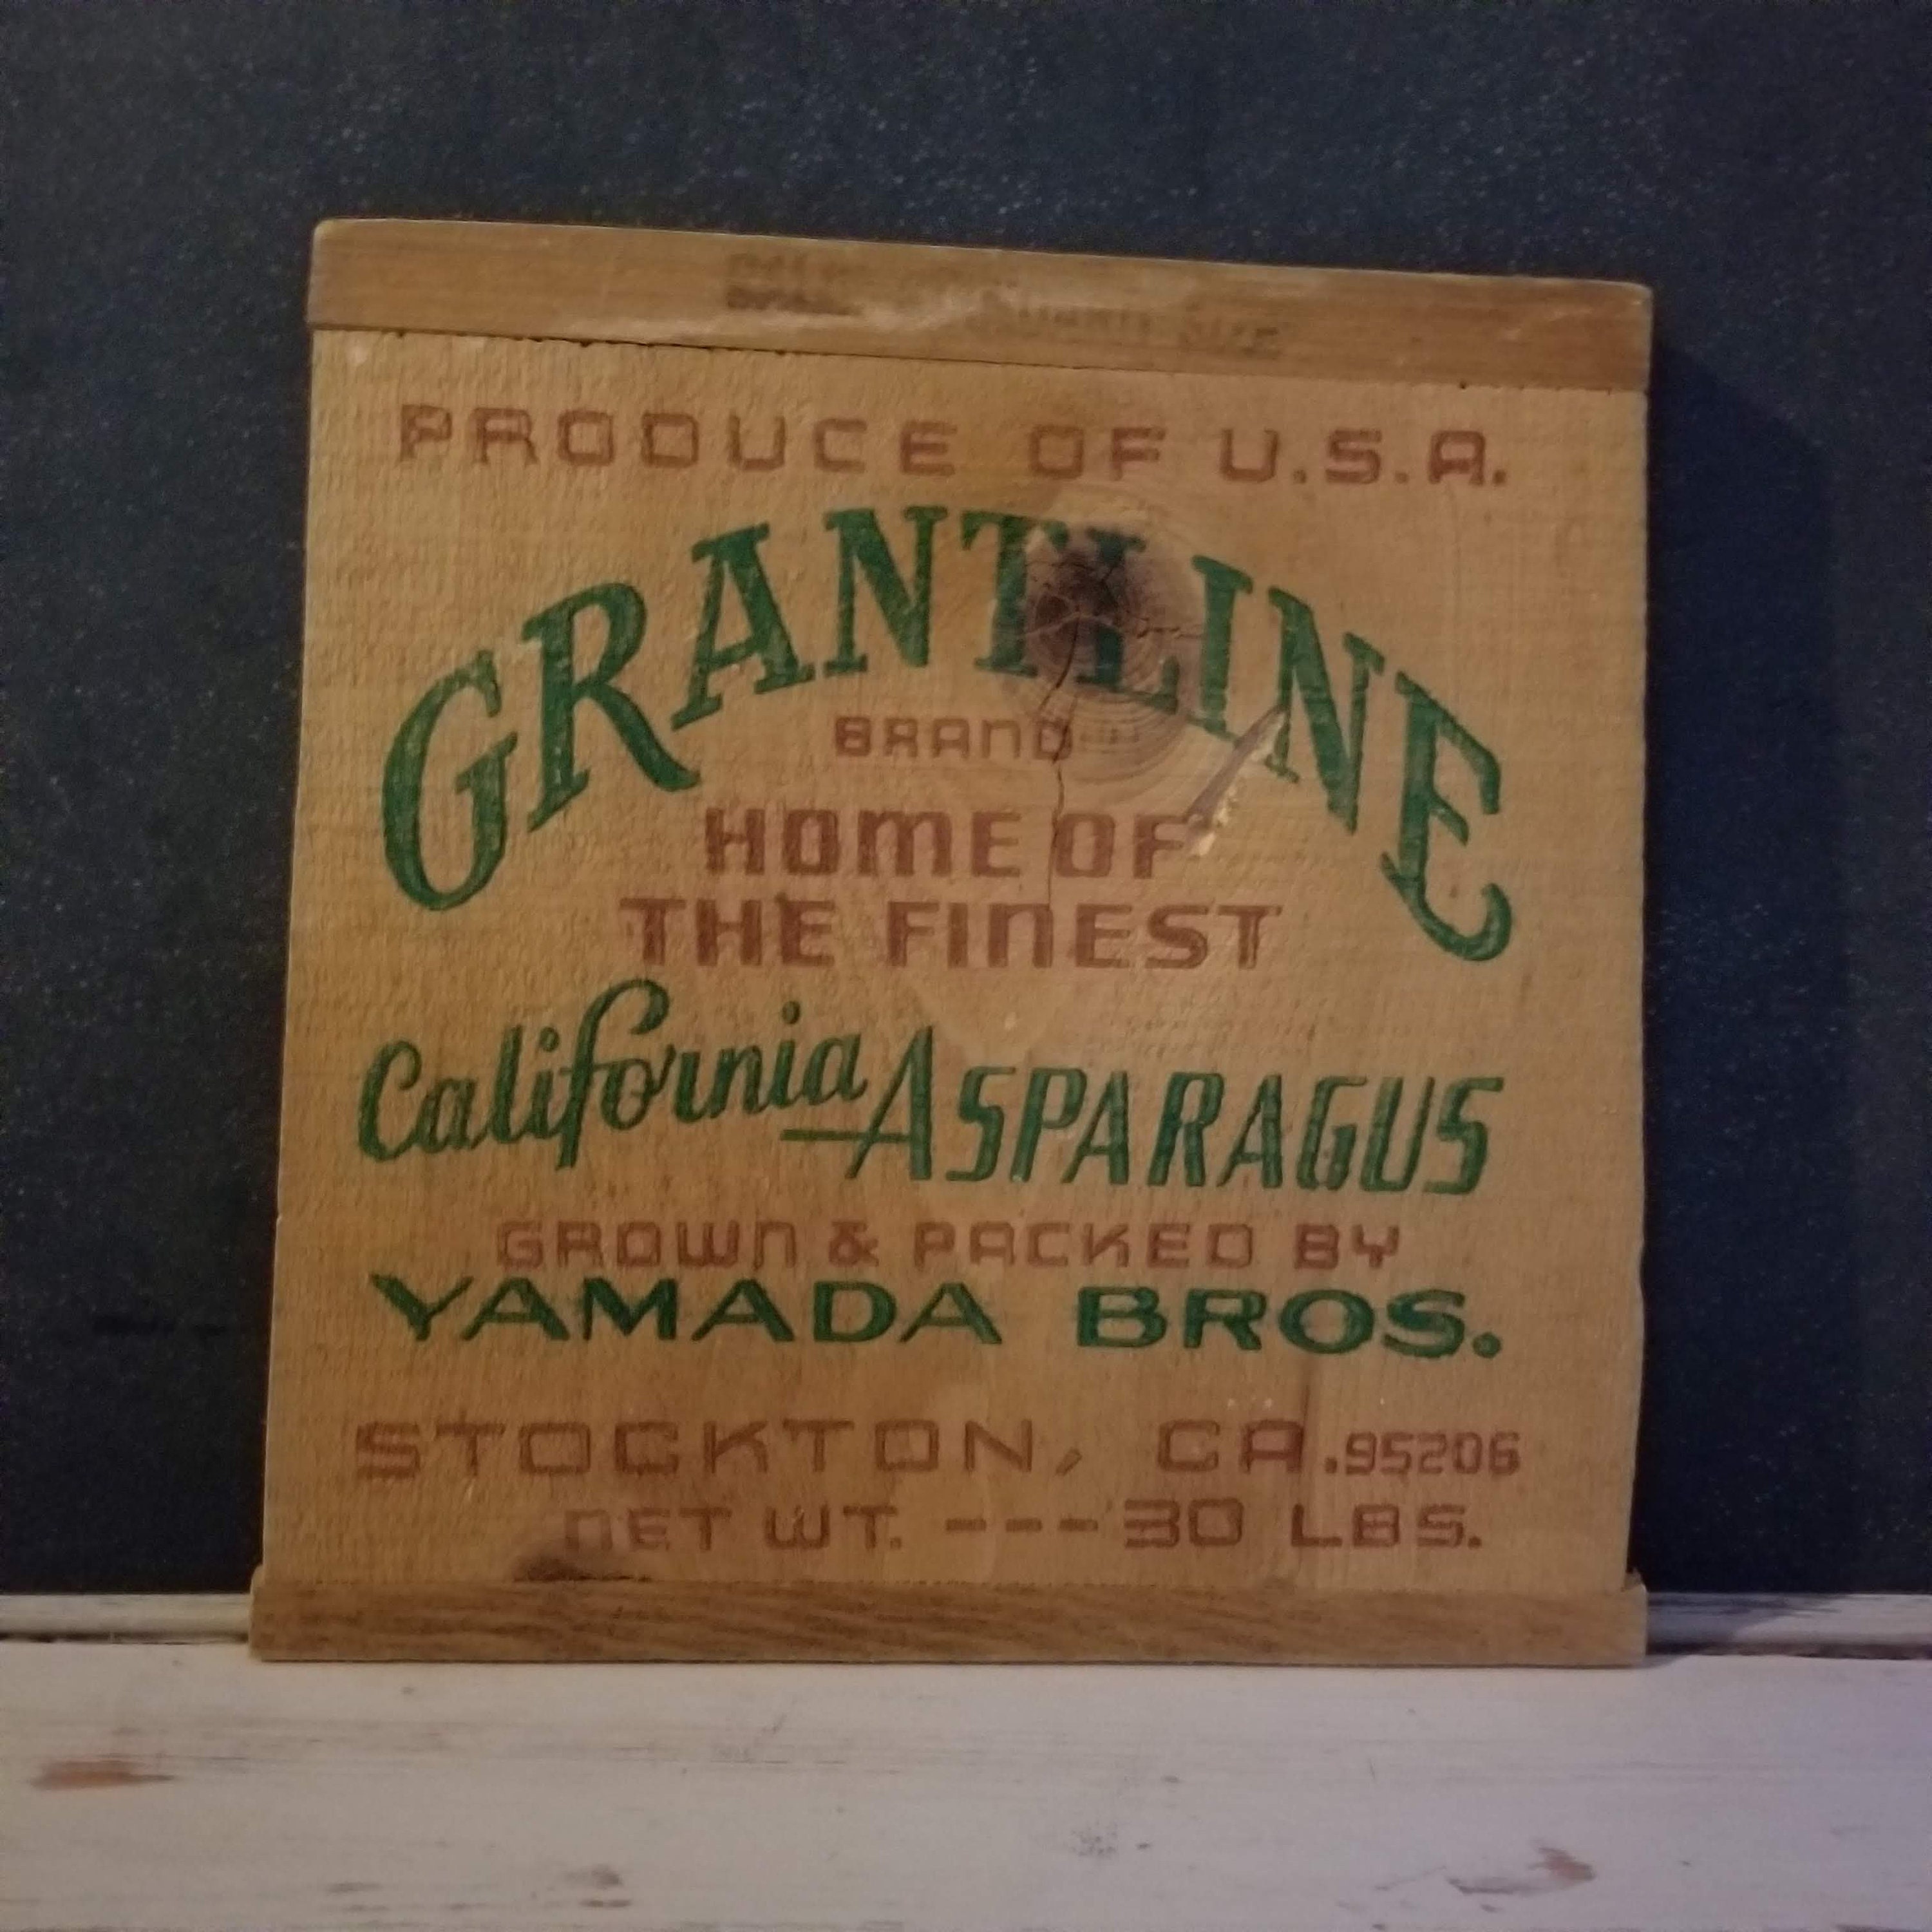 SIZE
PRODUCE OF U.S.A.
GRANTLINE
BRAND
HOME OF
THE FINEST
California ASPARAGUS
GROWN & PACKED BY
YAMADA BROS.
STOCKTON, CA. 95206
NET WT. --- 30 LBS.